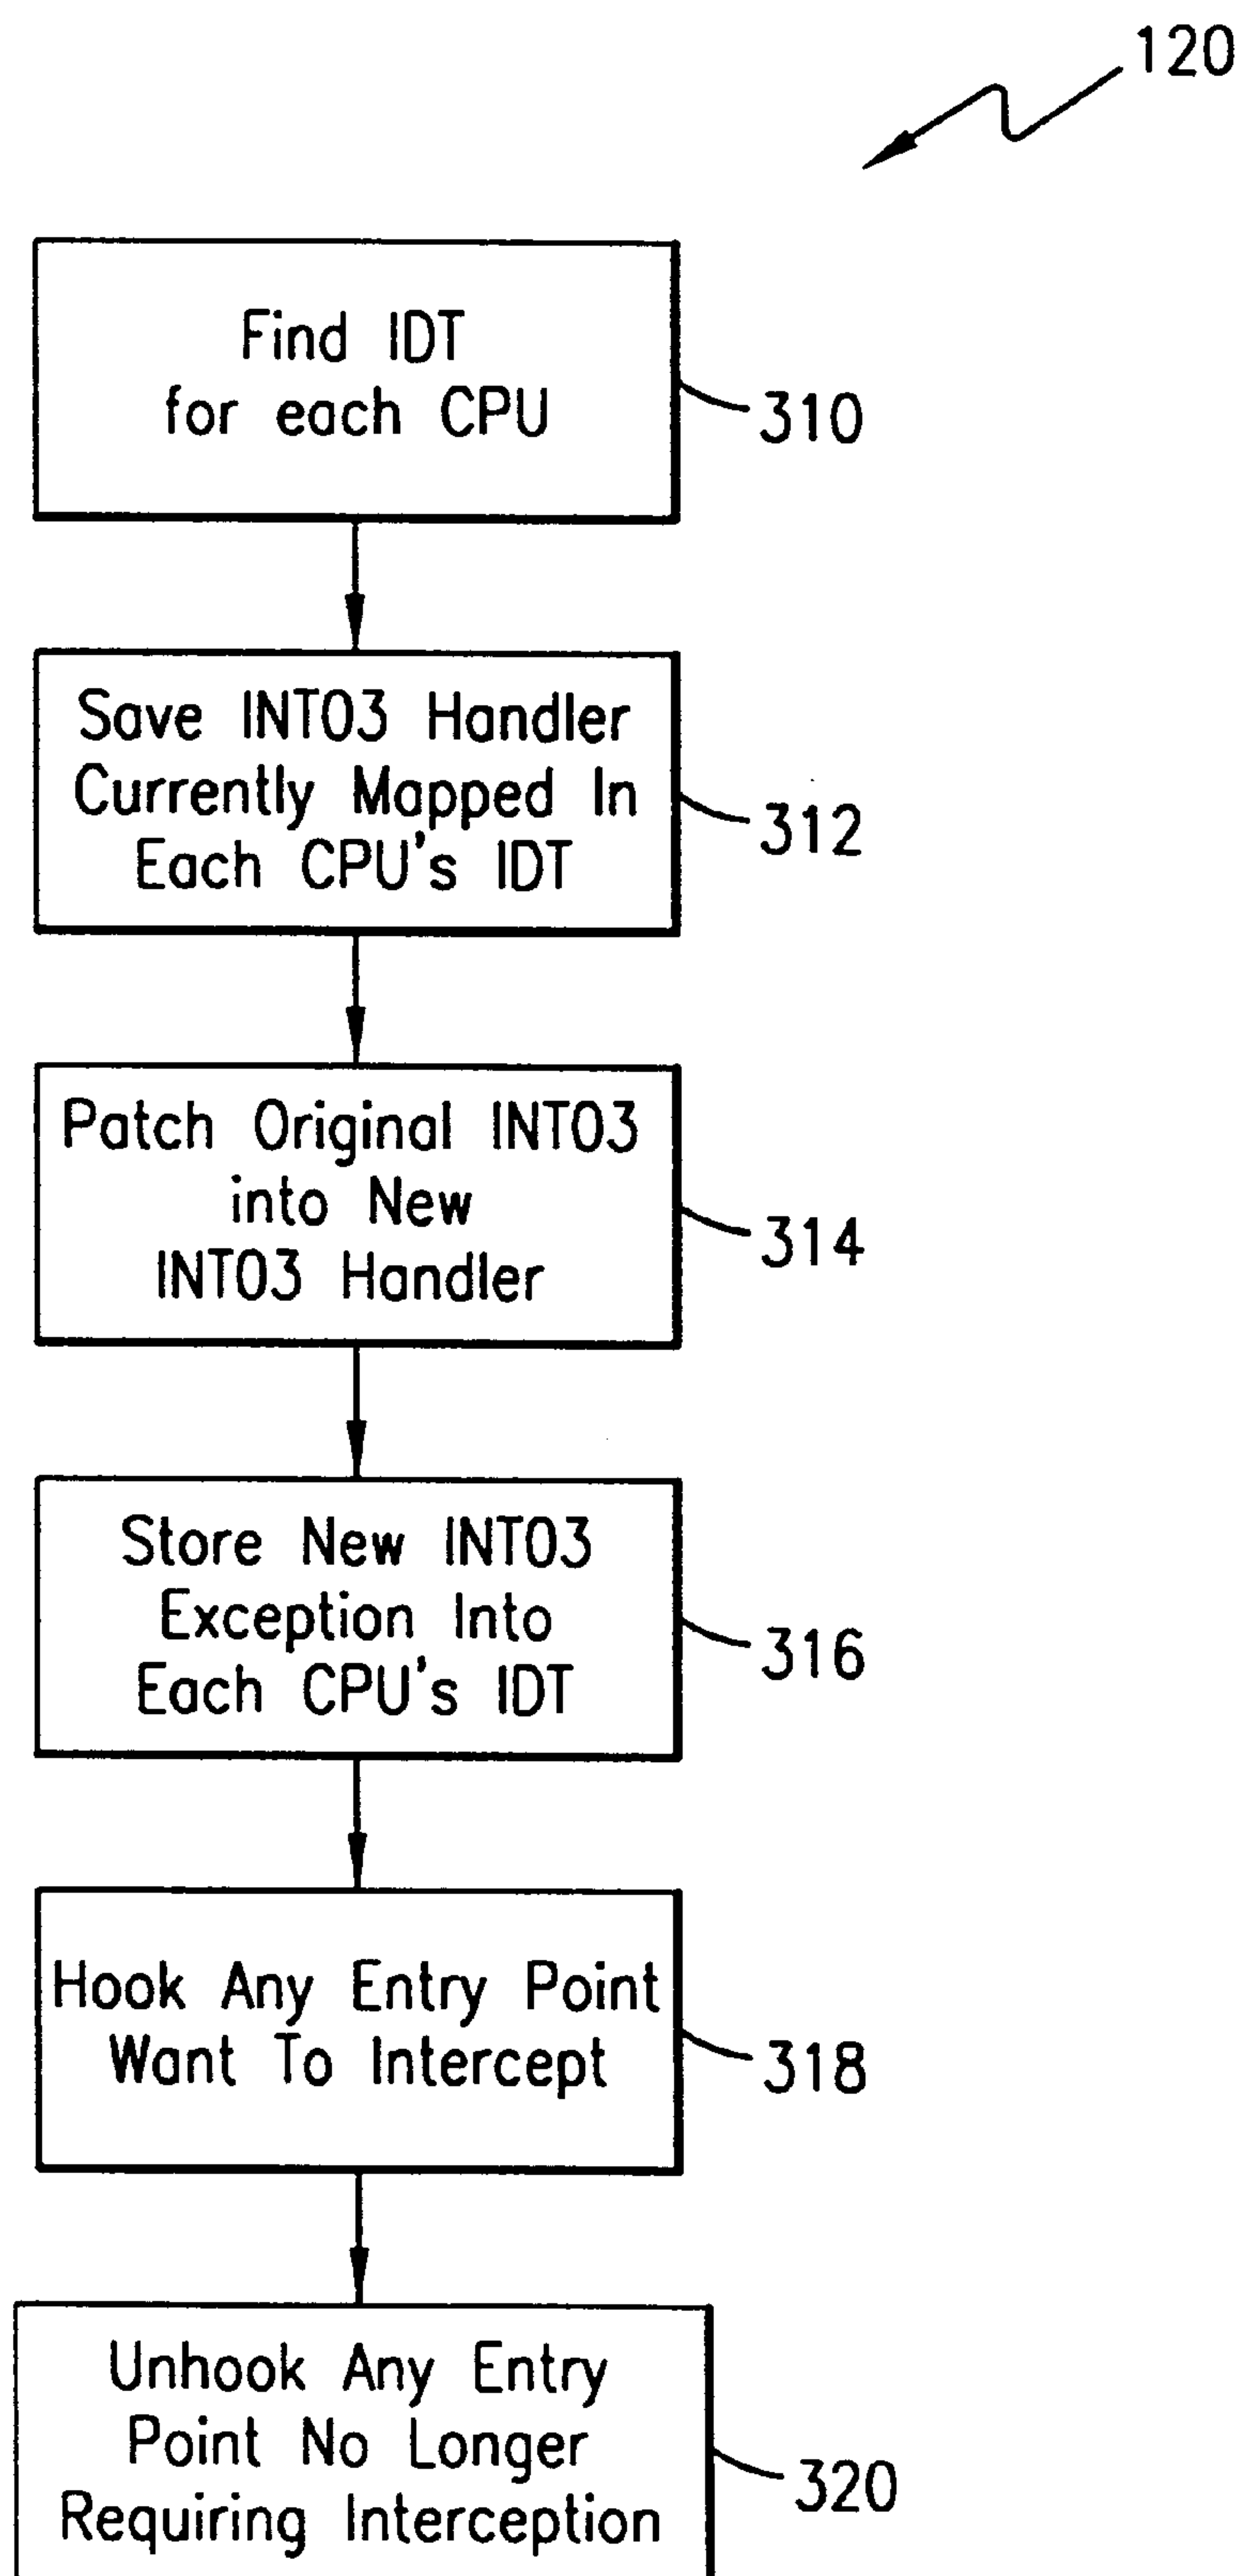 120
Find IDT
for each CPU
310
Save INT03 Handler
Currently Mapped In
Each CPU's IDT
312
Patch Original INT03
into New
INT03 Handler
314
Store New INT03
Exception Into
Each CPU's IDT
316
Hook Any Entry Point
Want To Intercept
318
Unhook Any Entry
Point No Longer
Requiring Interception
320